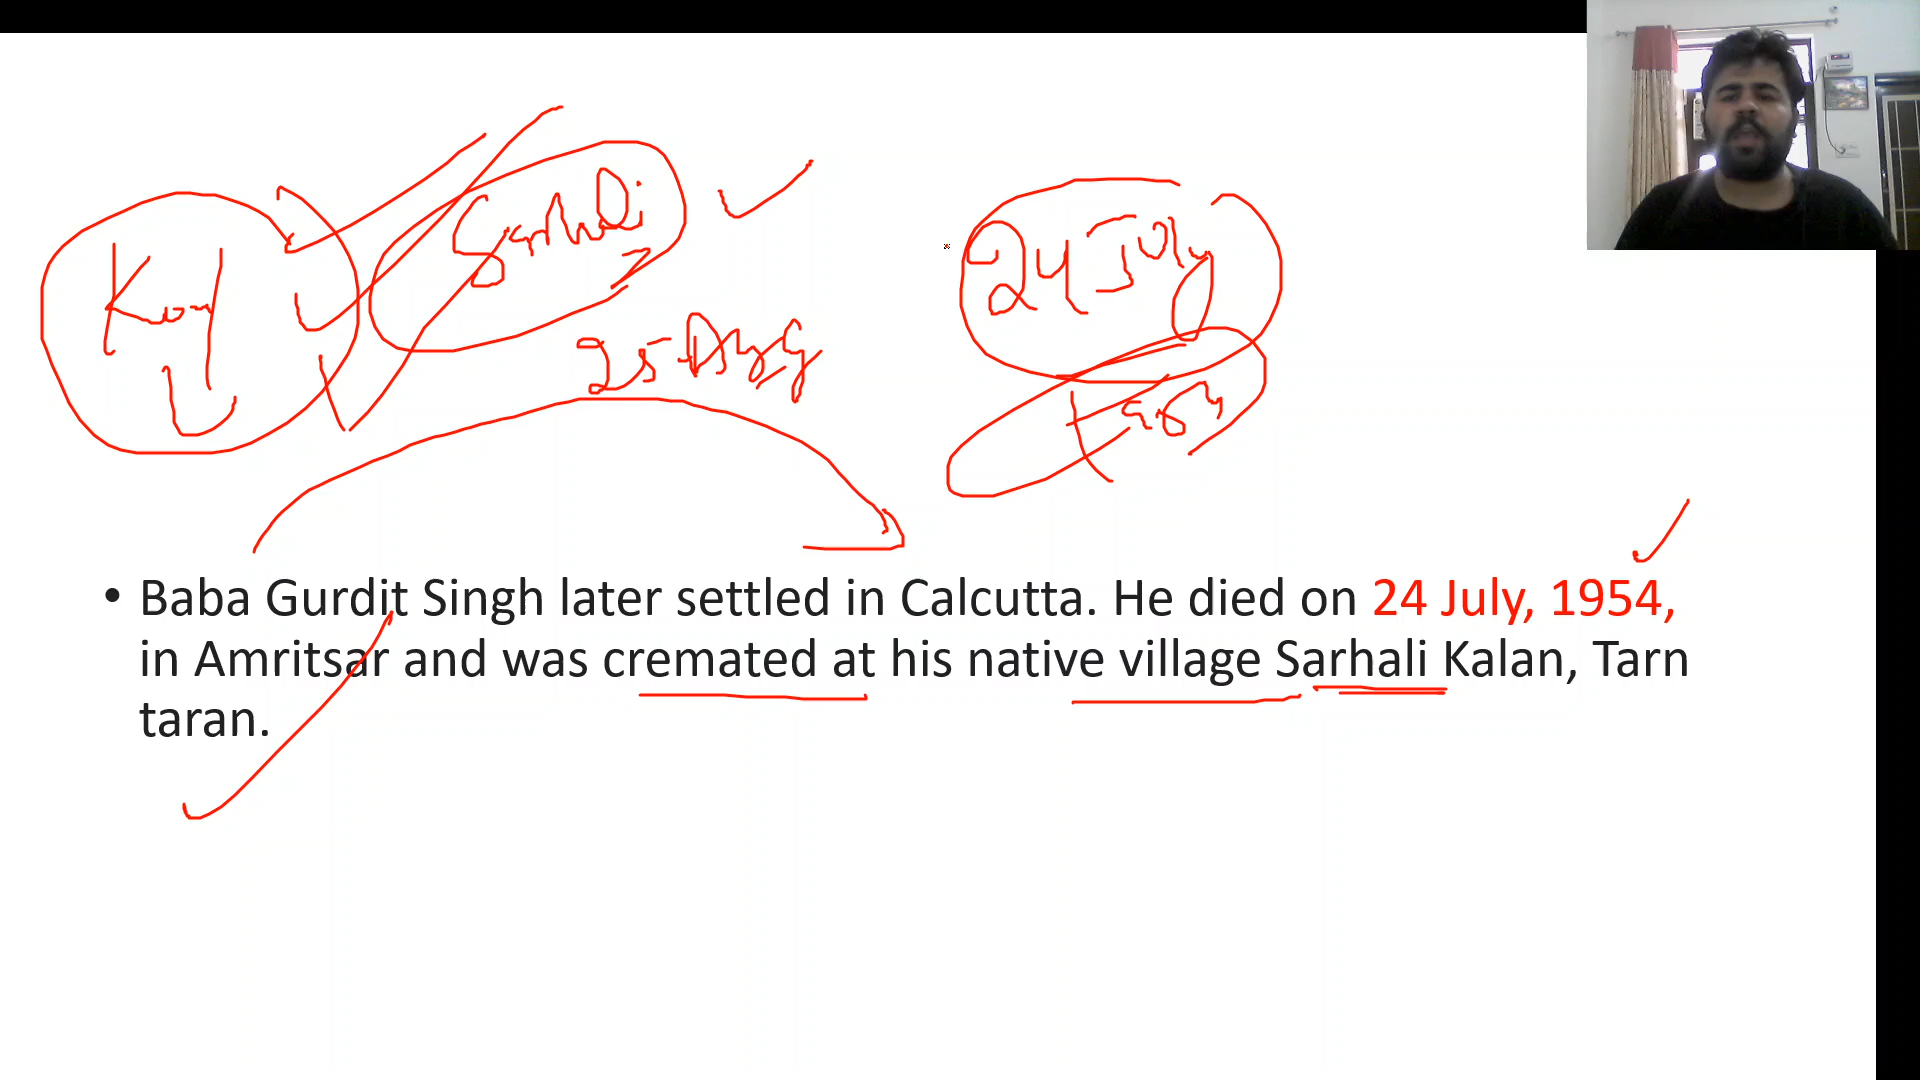 Sarhali
24 July
25
• Baba Gurdit Singh later settled in Calcutta. He died on 24 July, 1954,
in Amritsar and was cremated at his native village Sarhali Kalan, Tarn
taran.